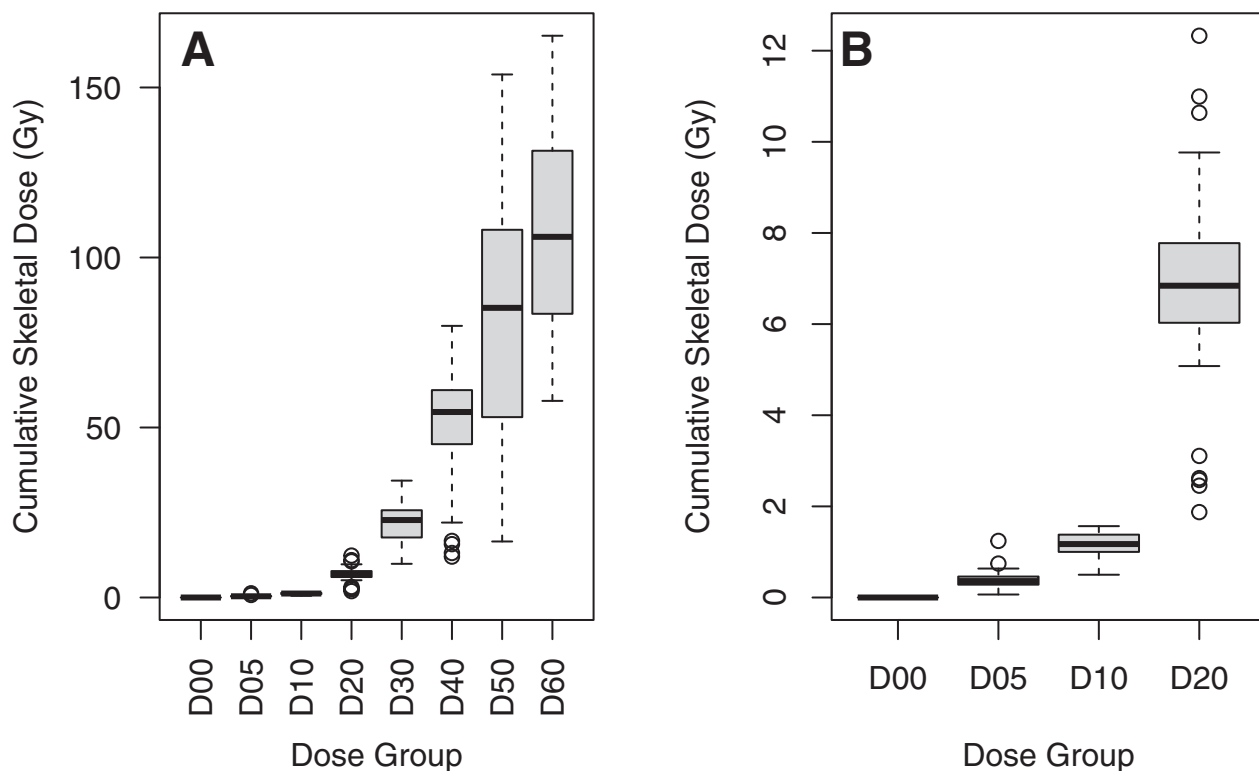 A
Cumulative Skeletal Dose (Gy)
150
100
50
0
D00 D05 D10 D20 D30 D40 D50 D60
Dose Group
B
Cumulative Skeletal Dose (Gy)
12
10
8
6
4
2
0
D00 D05 D10 D20
Dose Group